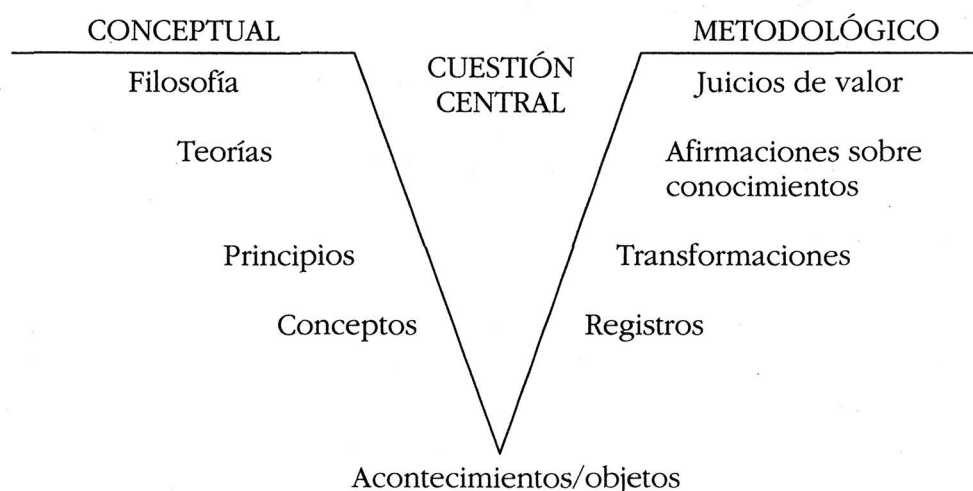 CONCEPTUAL
METODOLÓGICO
CUESTIÓN
CENTRAL
Filosofía
Juicios de valor
Teorías
Afirmaciones sobre
conocimientos
Principios
Transformaciones
Conceptos
Registros
Acontecimientos/objetos